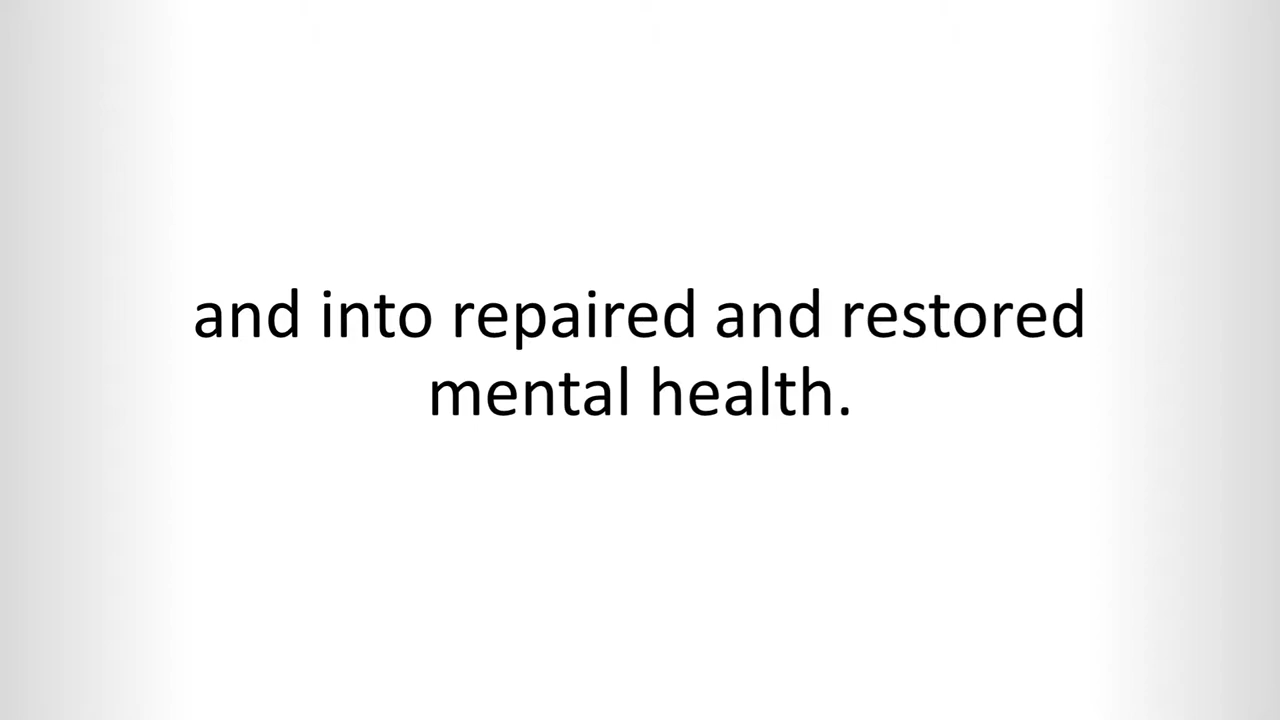 and into repaired and restored
mental health.